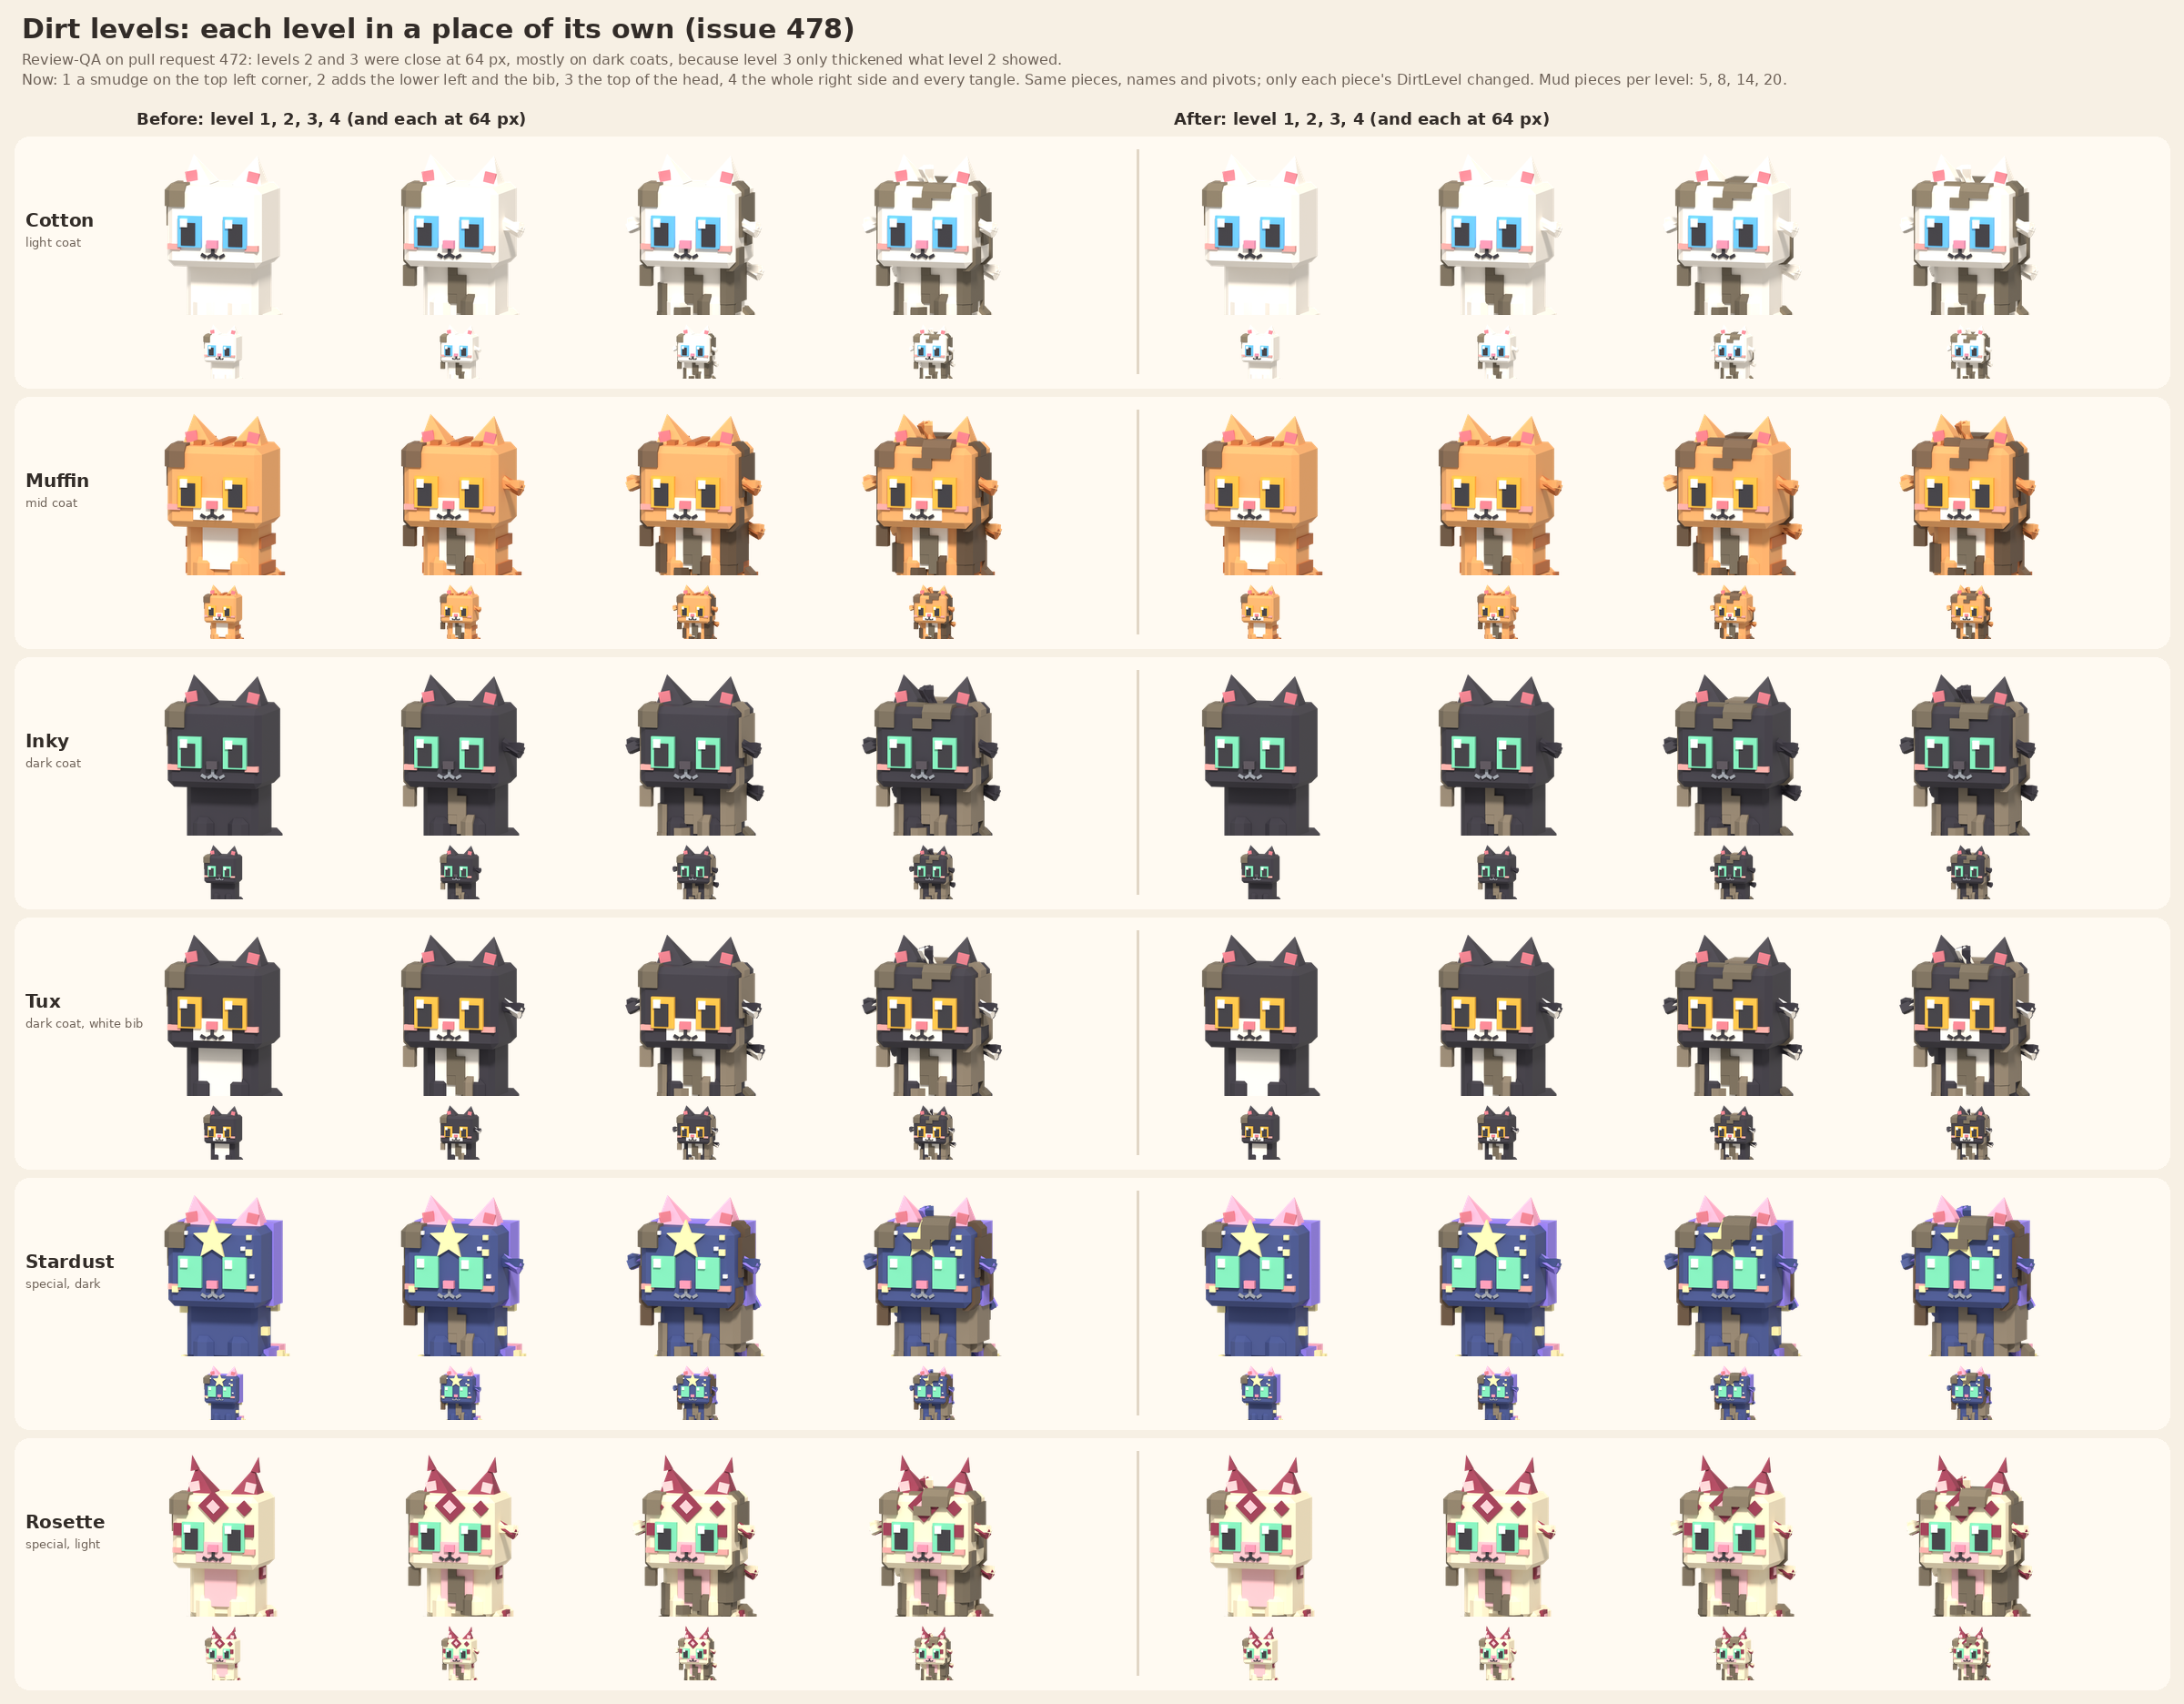 Dirt levels: each level in a place of its own (issue 478)
Review-QA on pull request 472: levels 2 and 3 were close at 64 px, mostly on dark coats, because level 3 only thickened what level 2 showed.
Now: 1 a smudge on the top left corner, 2 adds the lower left and the bib, 3 the top of the head, 4 the whole right side and every tangle. Same pieces, names and pivots; only each piece's DirtLevel changed. Mud pieces per level: 5, 8, 14, 20.
Before: level 1, 2, 3, 4 (and each at 64 px)
After: level 1, 2, 3, 4 (and each at 64 px)
Cotton
light coat
Muffin
mid coat
Inky
dark coat
Tux
dark coat, white bib
Stardust
special, dark
Rosette
special, light